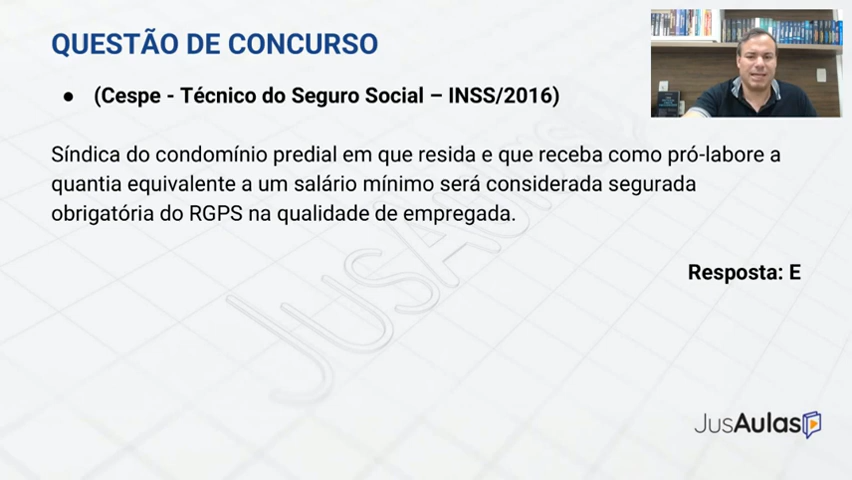 QUESTÃO DE CONCURSO
● (Cespe - Técnico do Seguro Social – INSS/2016)
Síndica do condomínio predial em que resida e que receba como pró-labore a
quantia equivalente a um salário mínimo será considerada segurada
obrigatória do RGPS na qualidade de empregada.
Resposta: E
JusAulas
JusAulas